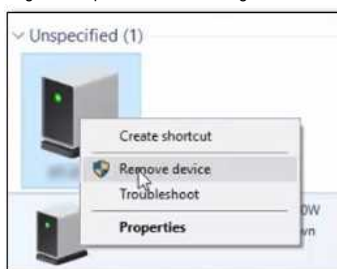 Unspecified (1)
Create shortcut
Remove device
Troubleshoot
Properties